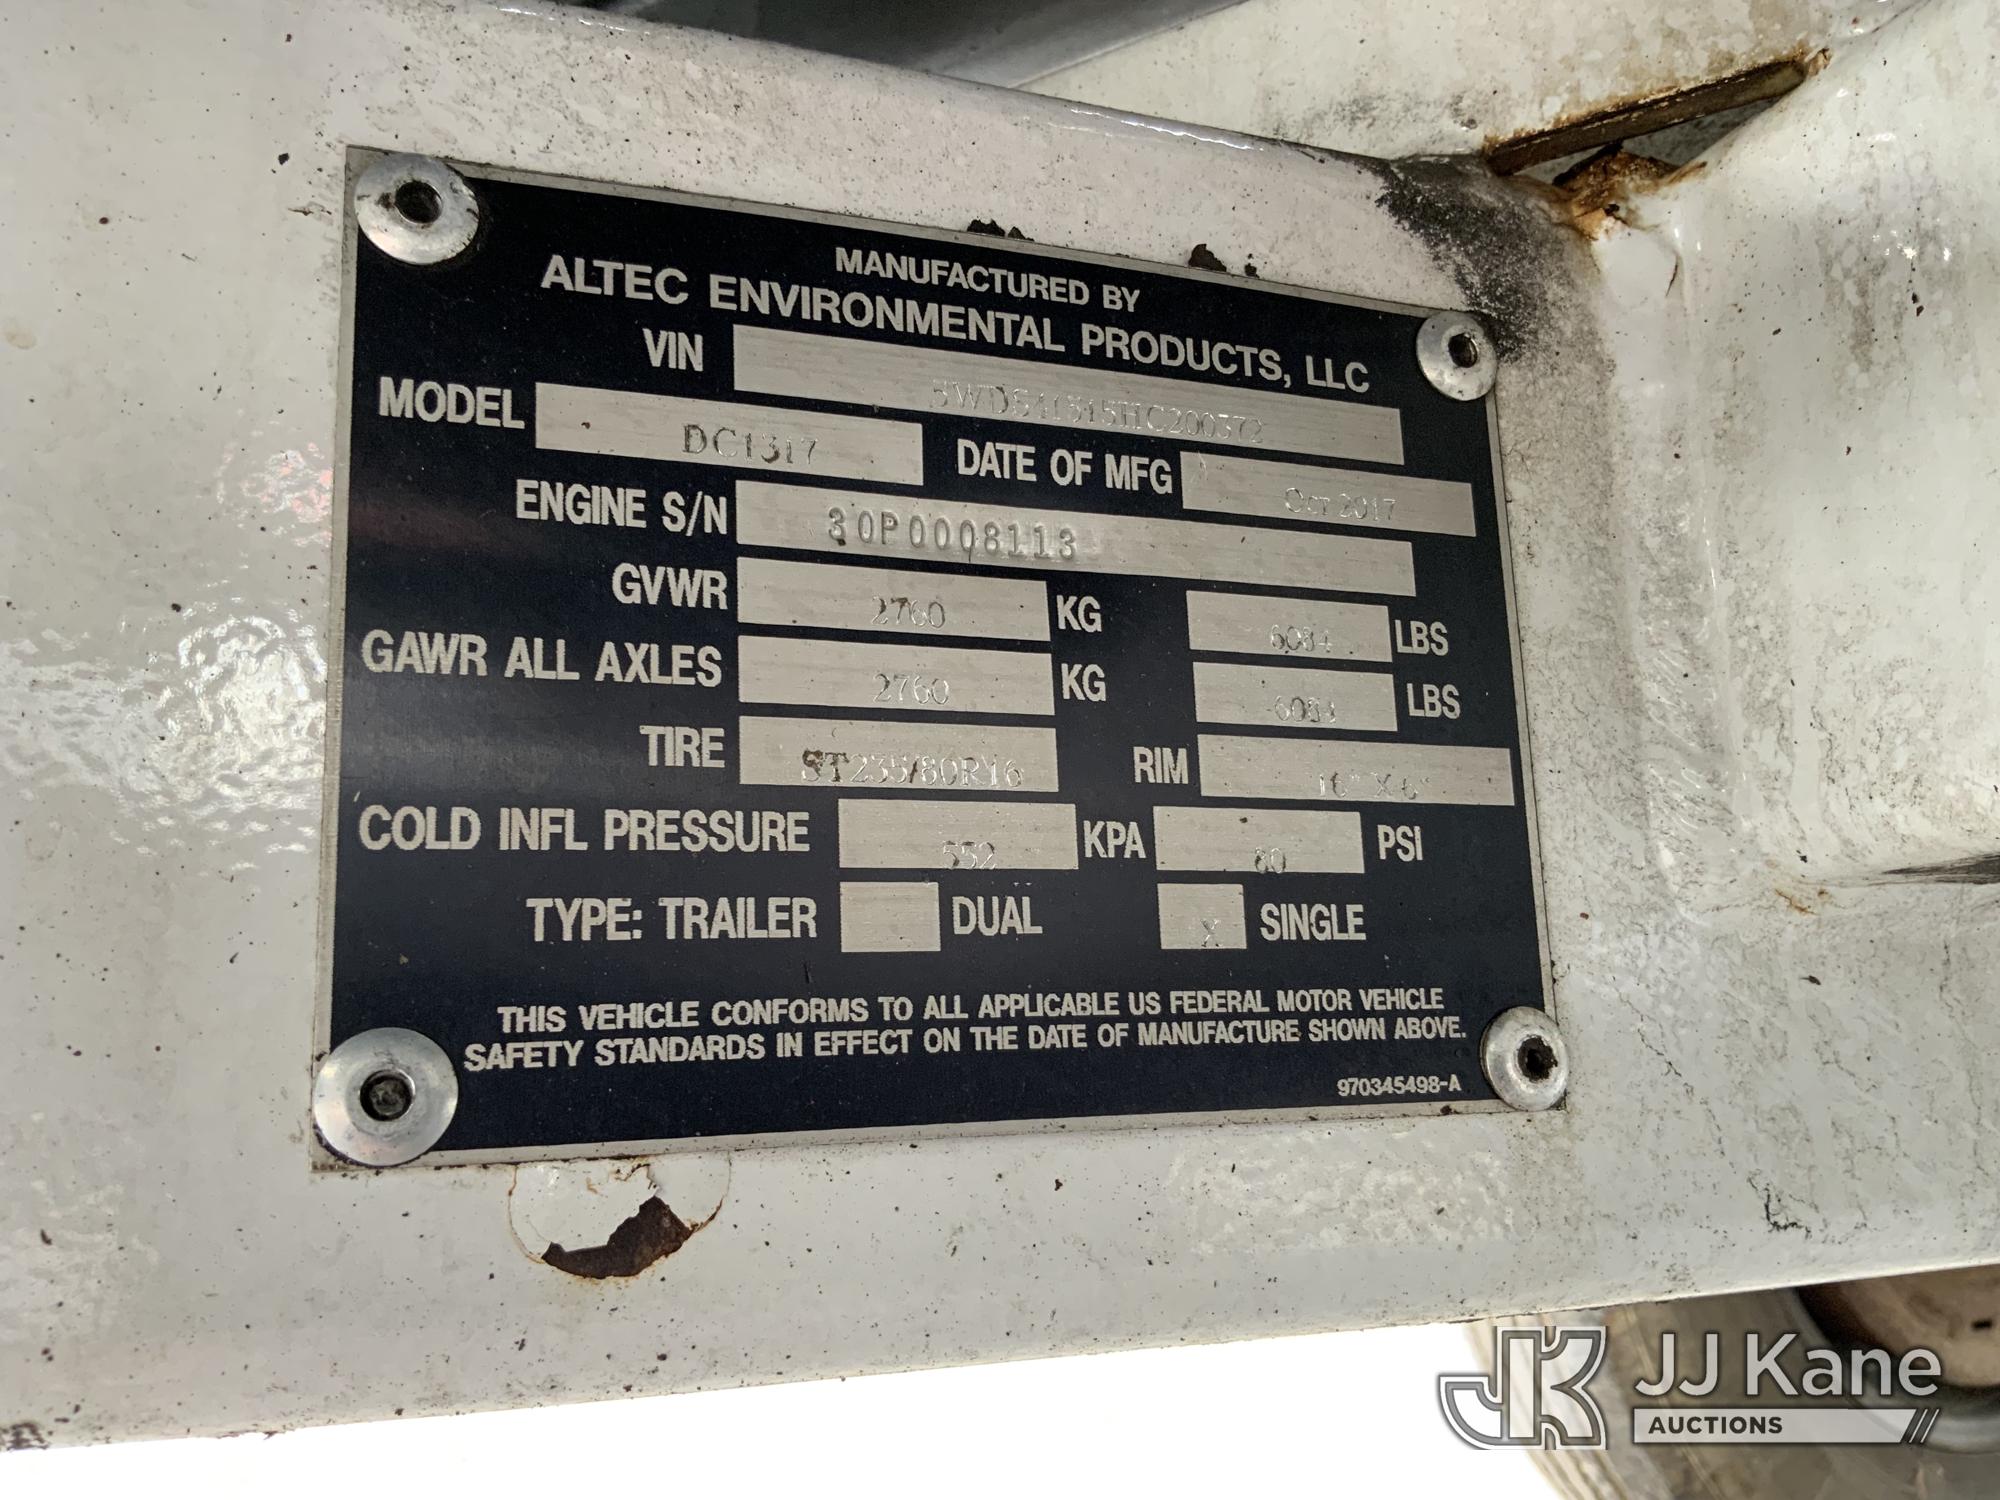 MANUFACTURED BY
ALTEC ENVIRONMENTAL PRODUCTS, LLC
VIN
MODEL DC1317 DATE OF MFG Oct 2017
ENGINE S/N 30P0008113
GVWR 2760 KG 6084 LBS
GAWR ALL AXLES 2760 KG 6084 LBS
TIRE ST235/80R16 RIM 16" X 6"
COLD INFL PRESSURE 552 KPA 80 PSI
TYPE: TRAILER DUAL X SINGLE
THIS VEHICLE CONFORMS TO ALL APPLICABLE US FEDERAL MOTOR VEHICLE
SAFETY STANDARDS IN EFFECT ON THE DATE OF MANUFACTURE SHOWN ABOVE.
970345498-A
JK JJ Kane
AUCTIONS